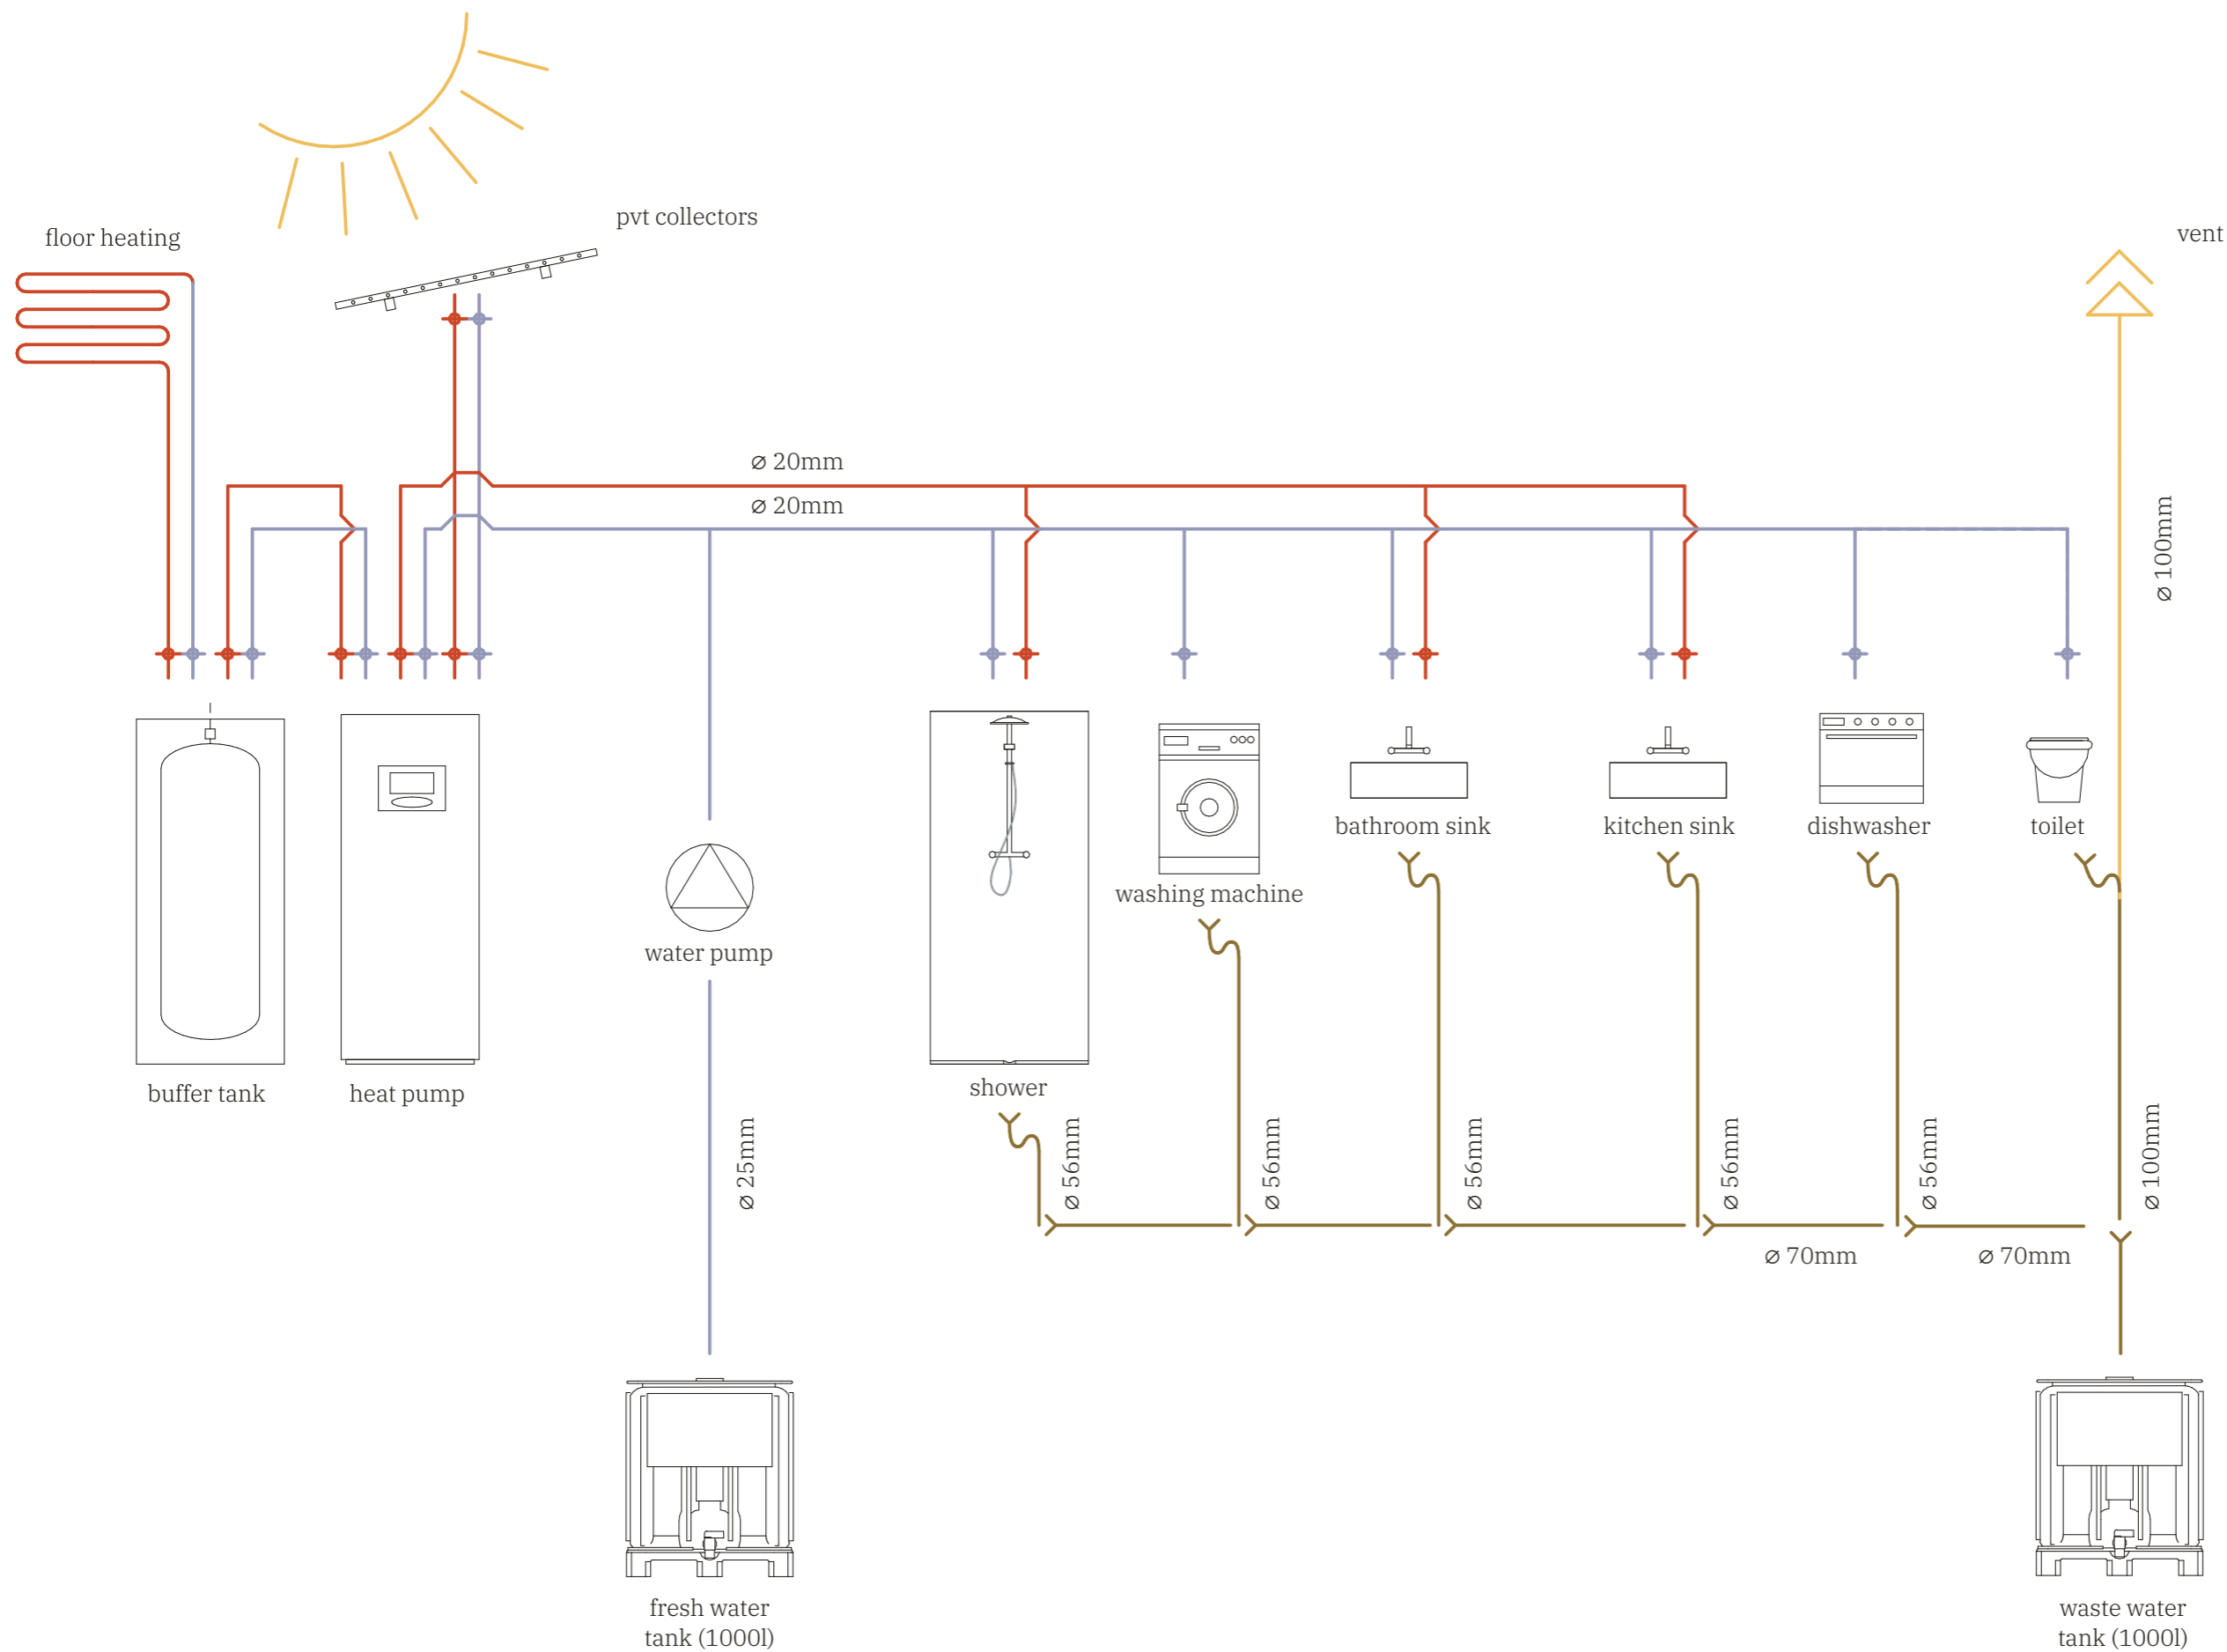 pvt collectors
floor heating
vent
⌀ 20mm
⌀ 20mm
⌀ 100mm
bathroom sink
kitchen sink
dishwasher
toilet
washing machine
water pump
shower
buffer tank
heat pump
⌀ 25mm
⌀ 56mm
⌀ 56mm
⌀ 56mm
⌀ 56mm
⌀ 56mm
⌀ 100mm
⌀ 70mm
⌀ 70mm
fresh water
tank (1000l)
waste water
tank (1000l)